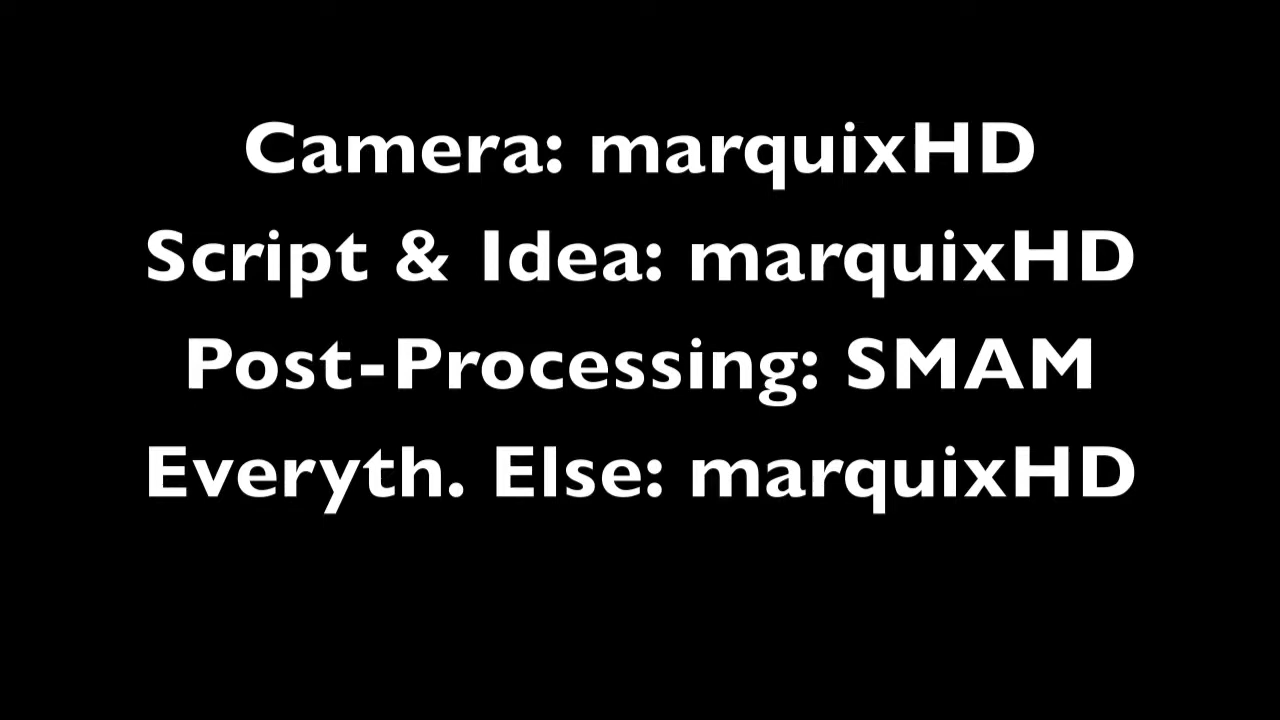 Camera: marquixHD
Script & Idea: marquixHD
Post-Processing: SMAM
Everyth. Else: marquixHD